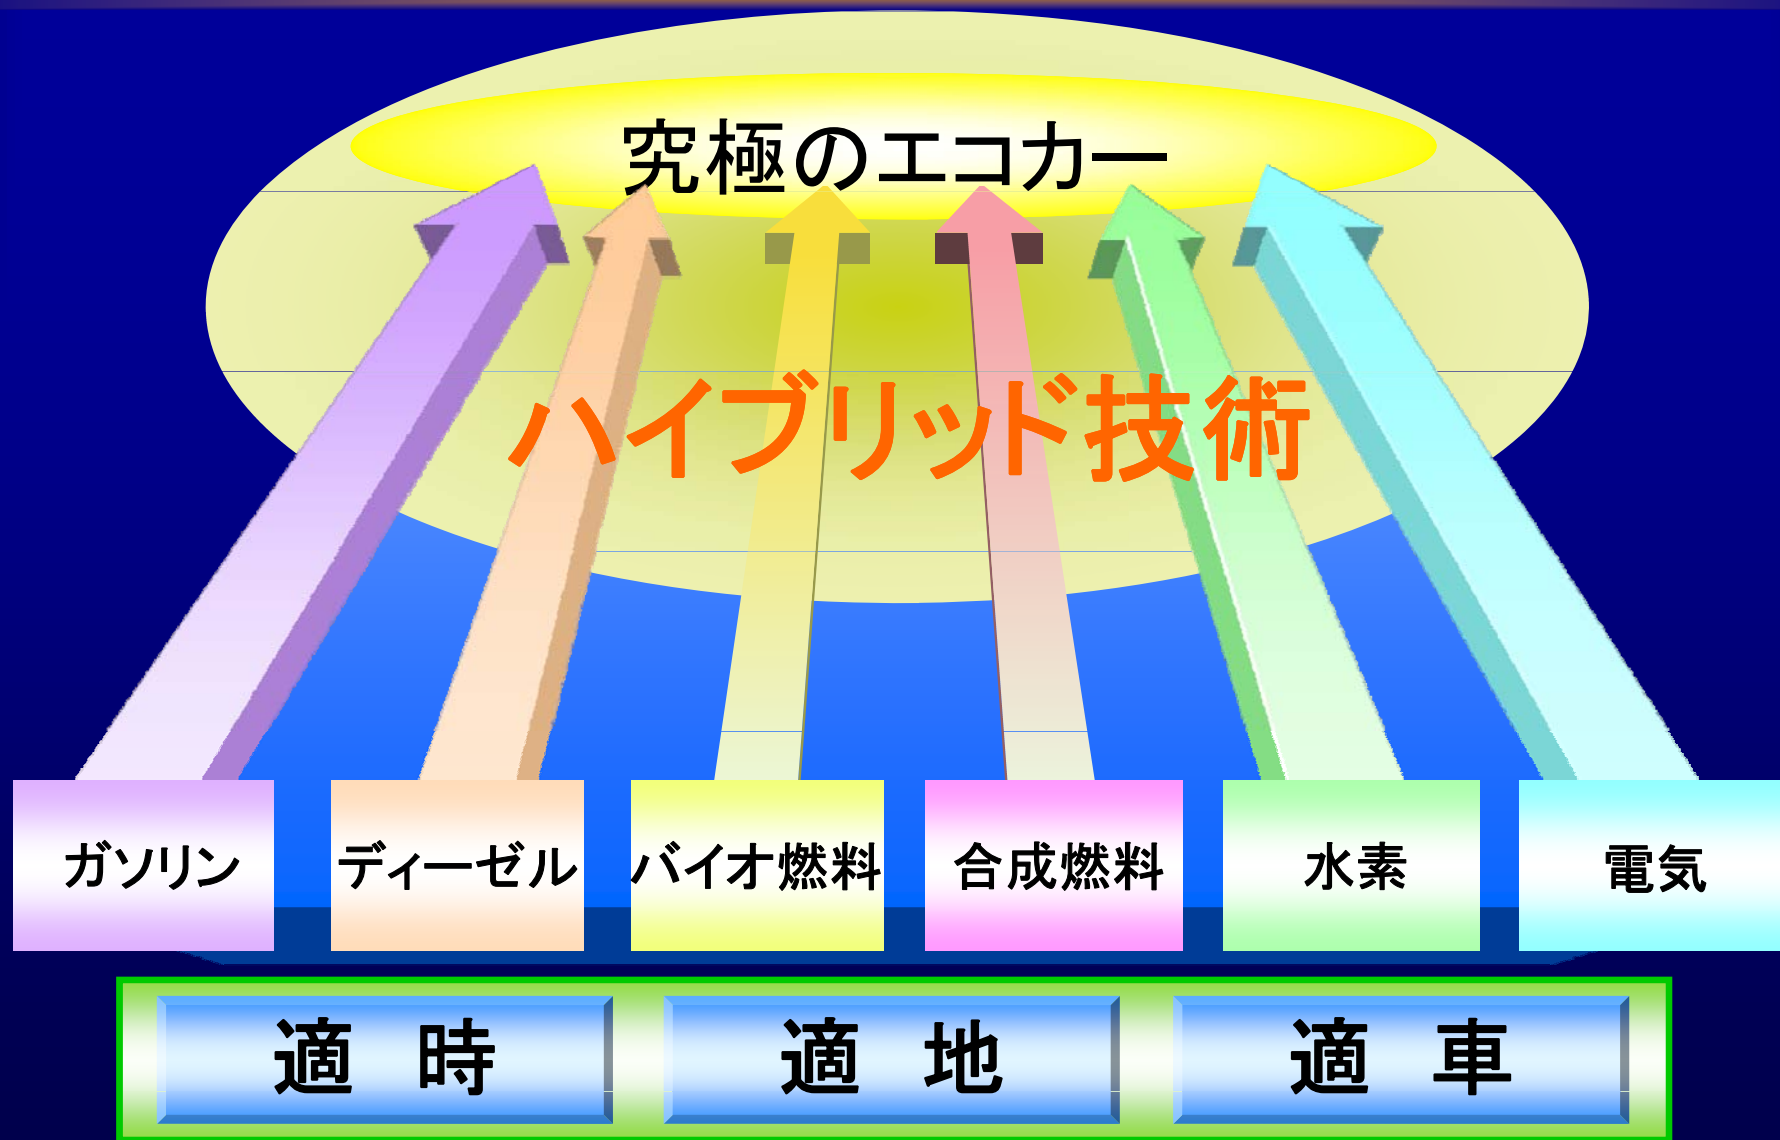 究極のエコカー
ハイブリッド技術
ガソリン
ディーゼル
バイオ燃料
合成燃料
水素
電気
適　時
適　地
適　車